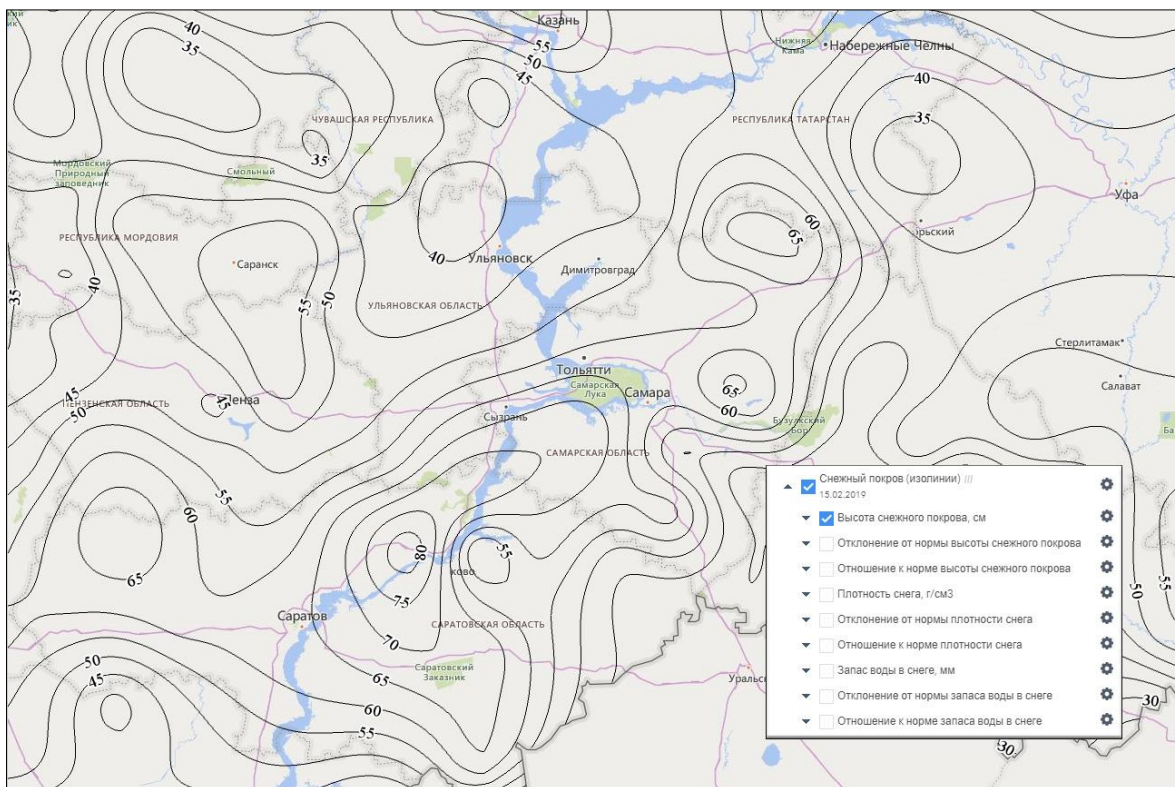 Казань
40
35
55
50
45
Нижняя
Кама
Набережные Челны
40
35
ЧУВАШСКАЯ РЕСПУБЛИКА
РЕСПУБЛИКА ТАТАРСТАН
35
Мордовский
Природный
заповедник
Смольный
Уфа
РЕСПУБЛИКА МОРДОВИЯ
60
65
Саранск
40
Ульяновск
Димитровград
40
35
55
50
УЛЬЯНОВСКАЯ ОБЛАСТЬ
Стерлитамак
Тольятти
Самарская
Лука
Самара
65
60
Салават
45
50
ПЕНЗЕНСКАЯ ОБЛАСТЬ
45
Сызрань
Бузулкский
Бор
САМАРСКАЯ ОБЛАСТЬ
55
60
65
80
55
75
70
Саратов
САРАТОВСКАЯ ОБЛАСТЬ
Саратовский
Заказник
50
45
65
60
55
50
55
30
30
Снежный покров (изолинии)
15.02.2019
Высота снежного покрова, см
Отклонение от нормы высоты снежного покрова
Отношение к норме высоты снежного покрова
Плотность снега, г/см3
Отклонение от нормы плотности снега
Отношение к норме плотности снега
Запас воды в снеге, мм
Отклонение от нормы запаса воды в снеге
Отношение к норме запаса воды в снеге